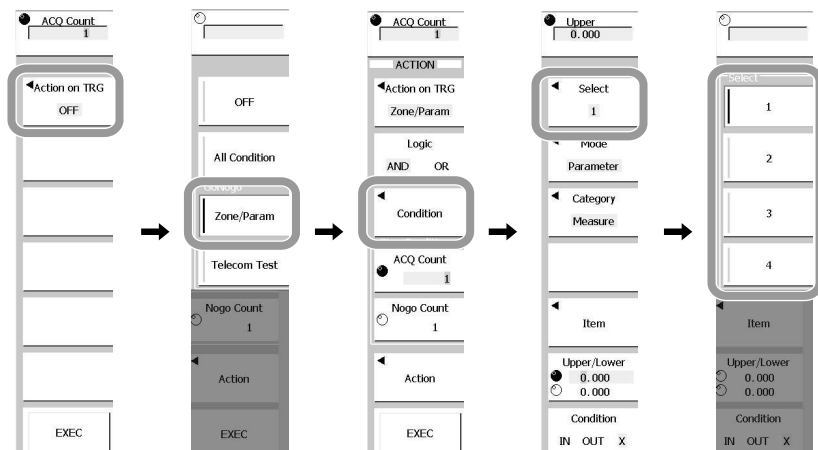 ACQ Count
1
Action on TRG
OFF
EXEC
OFF
All Condition
GoNogo
Zone/Param
Telecom Test
Nogo Count
1
Action
EXEC
ACQ Count
1
ACTION
Action on TRG
Zone/Param
Logic
AND OR
Condition
ACQ Count
1
Nogo Count
1
Action
EXEC
Upper
0.000
Select
1
Mode
Parameter
Category
Measure
Item
Upper/Lower
0.000
0.000
Condition
IN OUT X
Select
1
2
3
4
Item
Upper/Lower
0.000
0.000
Condition
IN OUT X